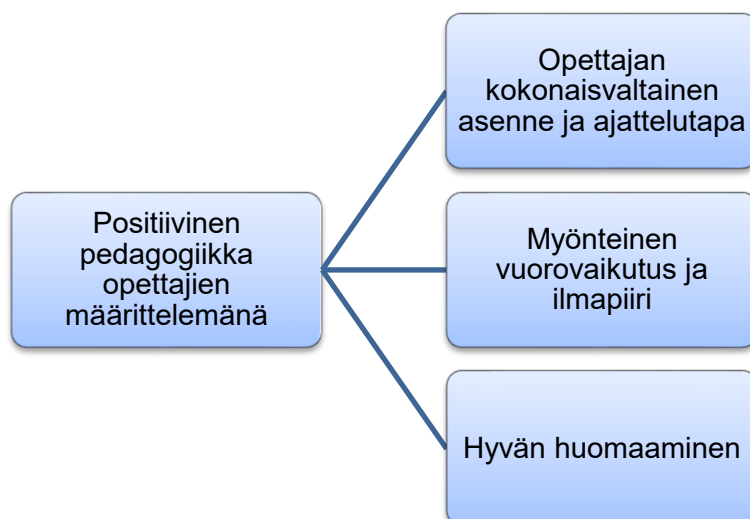 Positiivinen
pedagogiikka
opettajien
määrittelemänä
Opettajan
kokonaisvaltainen
asenne ja ajattelutapa
Myönteinen
vuorovaikutus ja
ilmapiiri
Hyvän huomaaminen